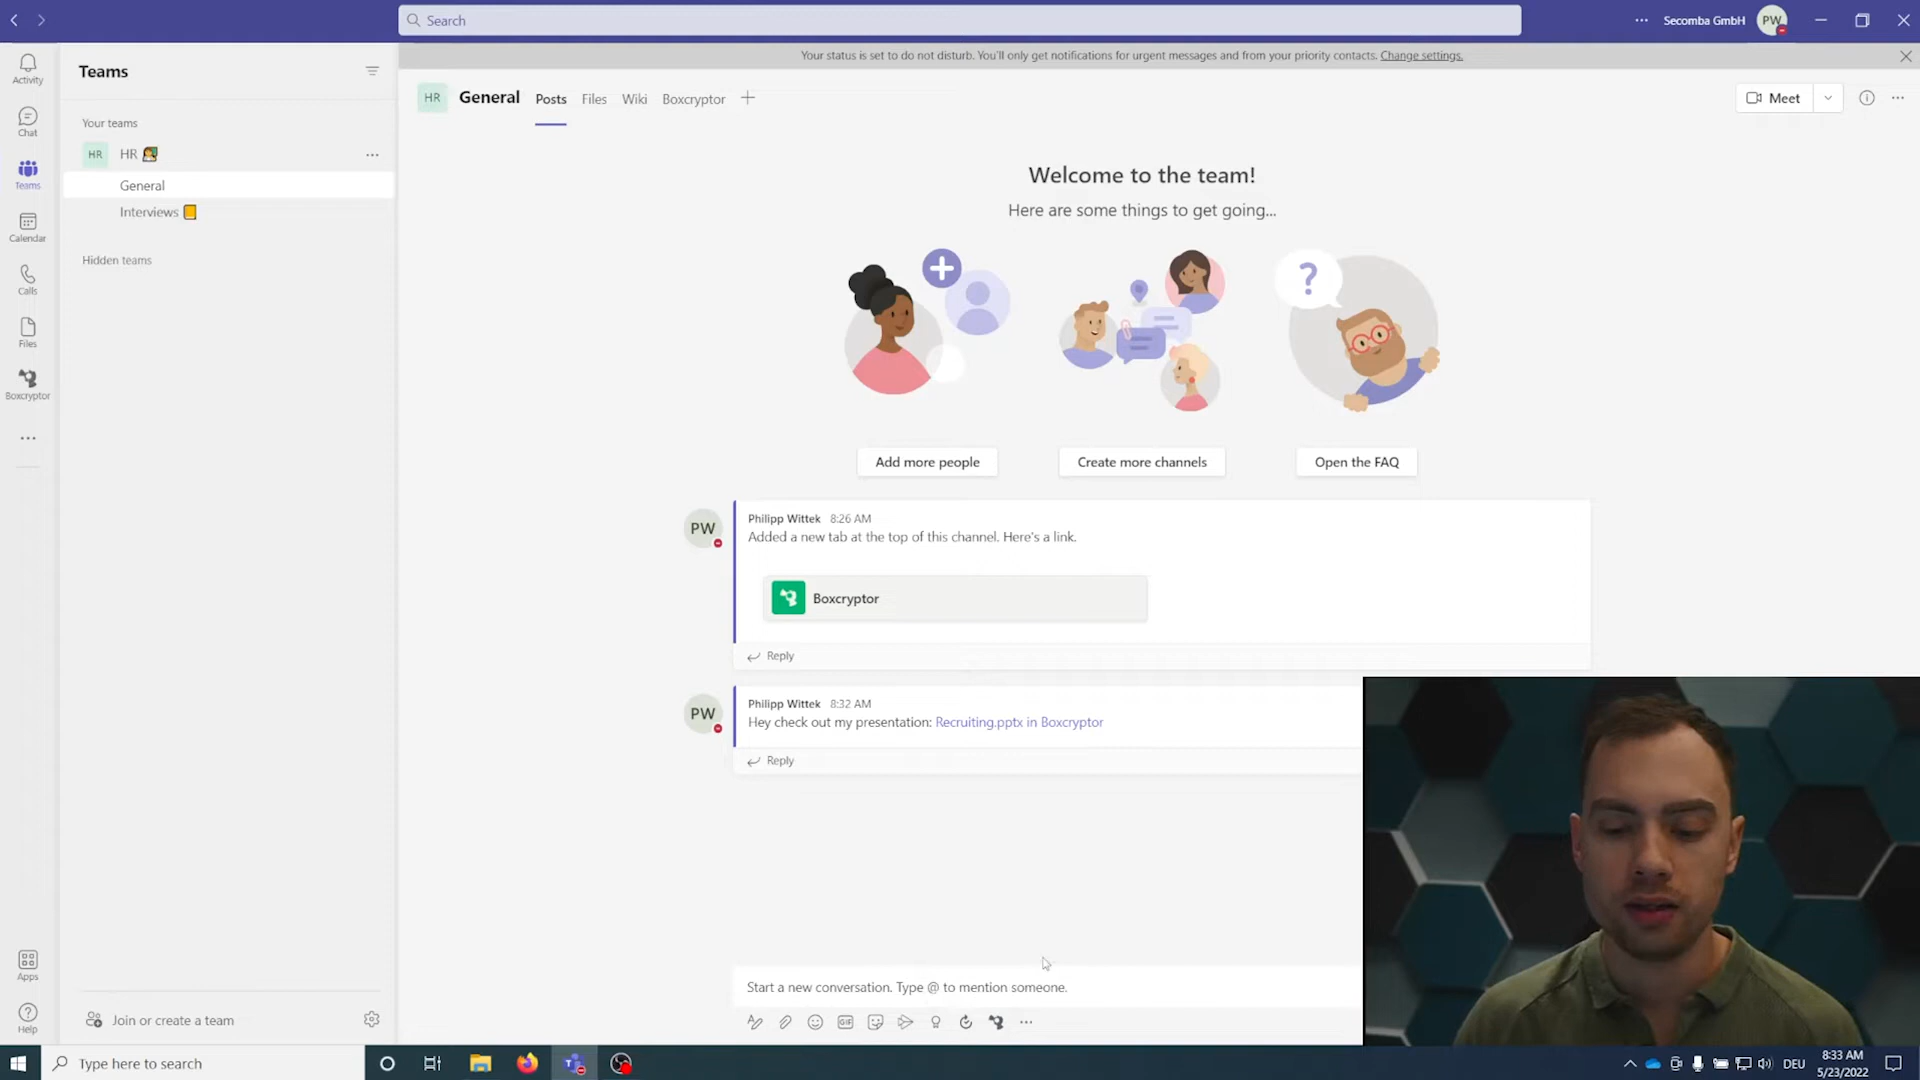 Search
Secomba GmbH
PW
Your status is set to do not disturb. You'll only get notifications for urgent messages and from your priority contacts. Change settings.
Activity
Chat
Teams
Calendar
Calls
Files
Boxcryptor
Apps
Help
Teams
Your teams
HR
HR
General
Interviews
Hidden teams
Join or create a team
HR
General
Posts
Files
Wiki
Boxcryptor
Meet
Welcome to the team!
Here are some things to get going...
?
Add more people
Create more channels
Open the FAQ
PW
Philipp Wittek 8:26 AM
Added a new tab at the top of this channel. Here's a link.
Boxcryptor
Reply
PW
Philipp Wittek 8:32 AM
Hey check out my presentation: Recruiting.pptx in Boxcryptor
Reply
Start a new conversation. Type @ to mention someone.
GIF
Type here to search
DEU
8:33 AM
5/23/2022